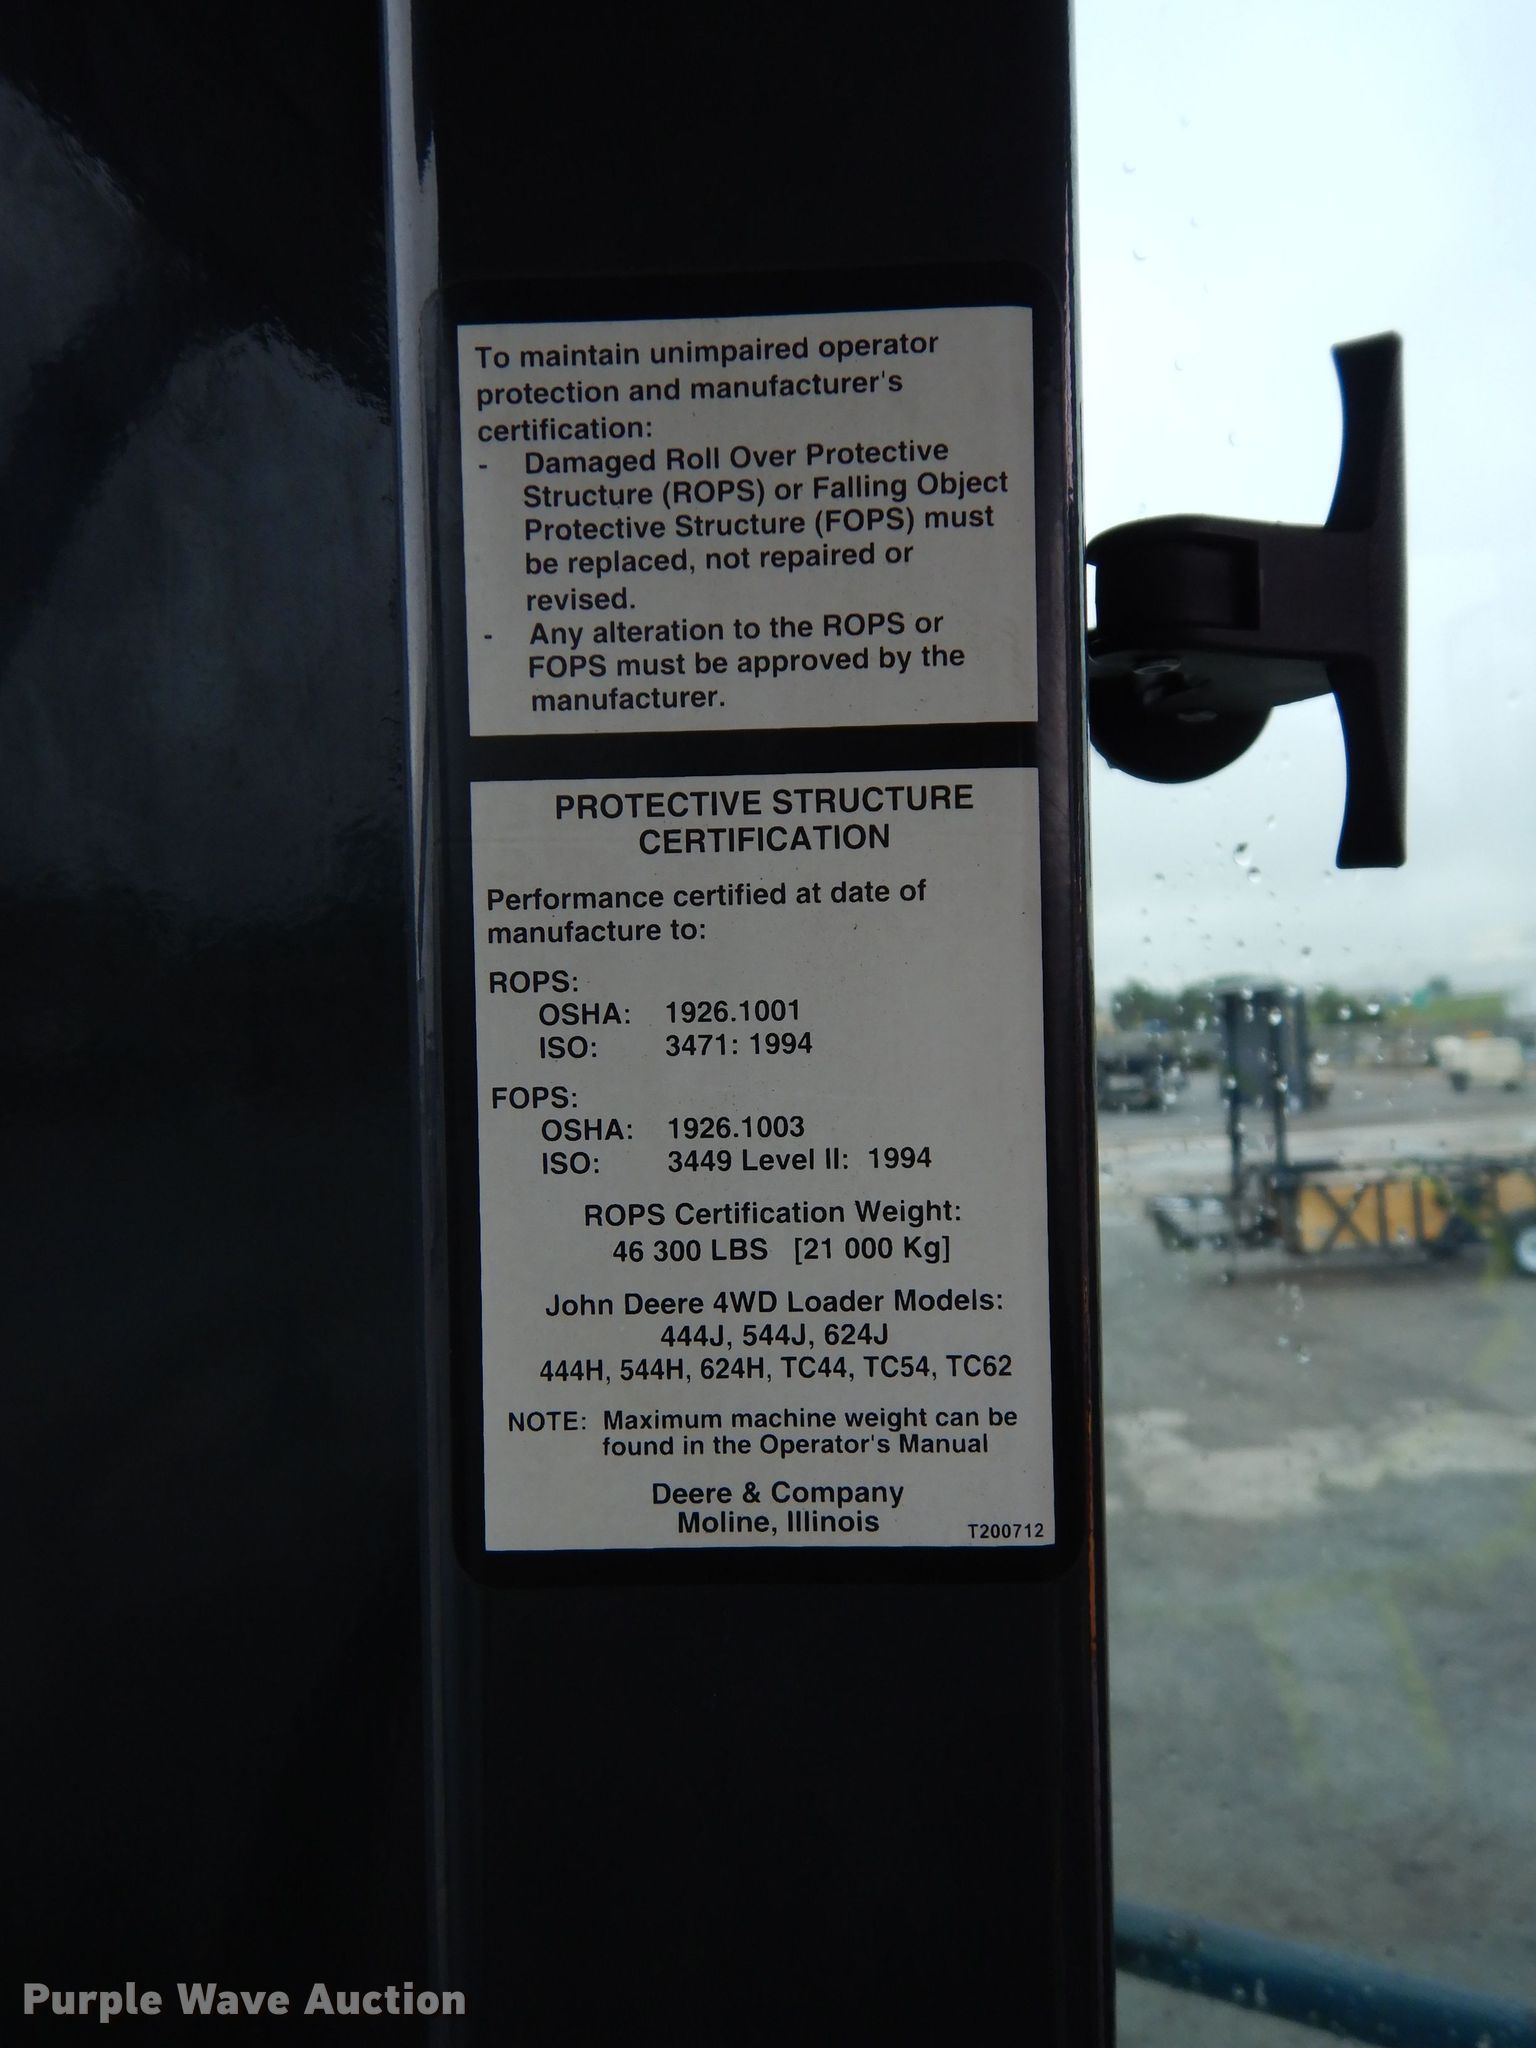 To maintain unimpaired operator
protection and manufacturer's
certification:
- Damaged Roll Over Protective
Structure (ROPS) or Falling Object
Protective Structure (FOPS) must
be replaced, not repaired or
revised.
- Any alteration to the ROPS or
FOPS must be approved by the
manufacturer.
PROTECTIVE STRUCTURE
CERTIFICATION
Performance certified at date of
manufacture to:
ROPS:
OSHA: 1926.1001
ISO: 3471: 1994
FOPS:
OSHA: 1926.1003
ISO: 3449 Level II: 1994
ROPS Certification Weight:
46 300 LBS [21 000 Kg]
John Deere 4WD Loader Models:
444J, 544J, 624J
444H, 544H, 624H, TC44, TC54, TC62
NOTE: Maximum machine weight can be
found in the Operator's Manual
Deere & Company
Moline, Illinois
T200712
Purple Wave Auction